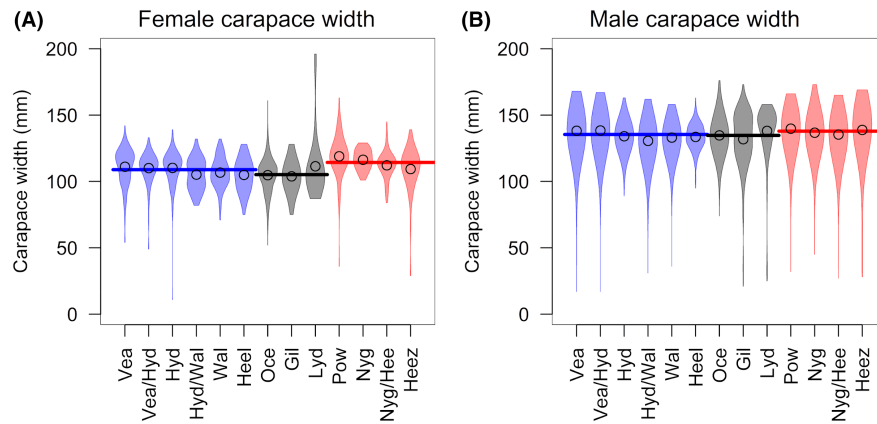 (A) Female carapace width
Carapace width (mm)
200
150
100
50
0
Vea
Vea/Hyd
Hyd
Hyd/Wal
Wal
Heel
Oce
Gil
Lyd
Pow
Nyg
Nyg/Hee
Heez
(B) Male carapace width
Carapace width (mm)
200
150
100
50
0
Vea
Vea/Hyd
Hyd
Hyd/Wal
Wal
Heel
Oce
Gil
Lyd
Pow
Nyg
Nyg/Hee
Heez